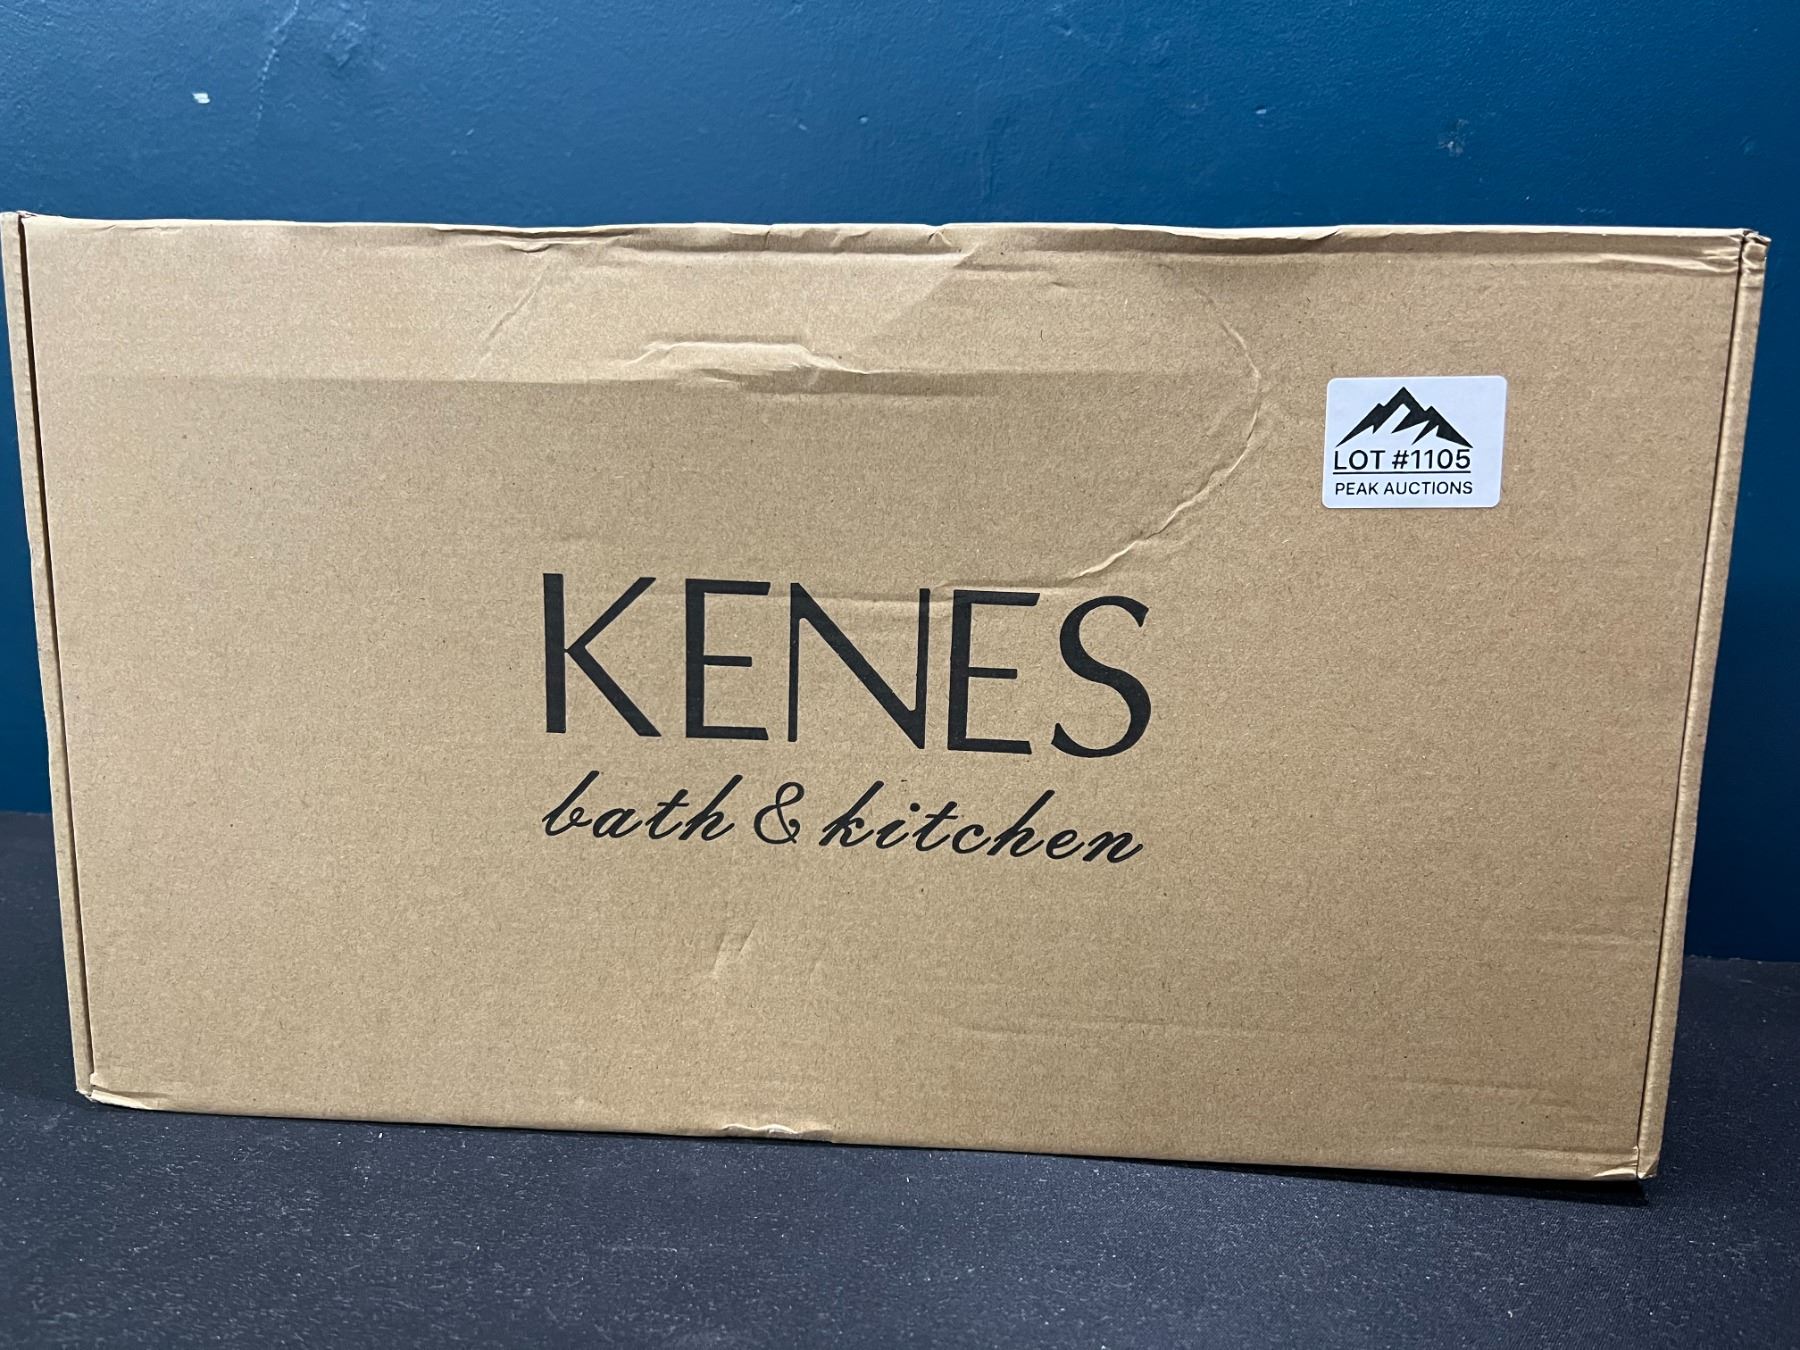 LOT #1105
PEAK AUCTIONS
KENES
bath & kitchen